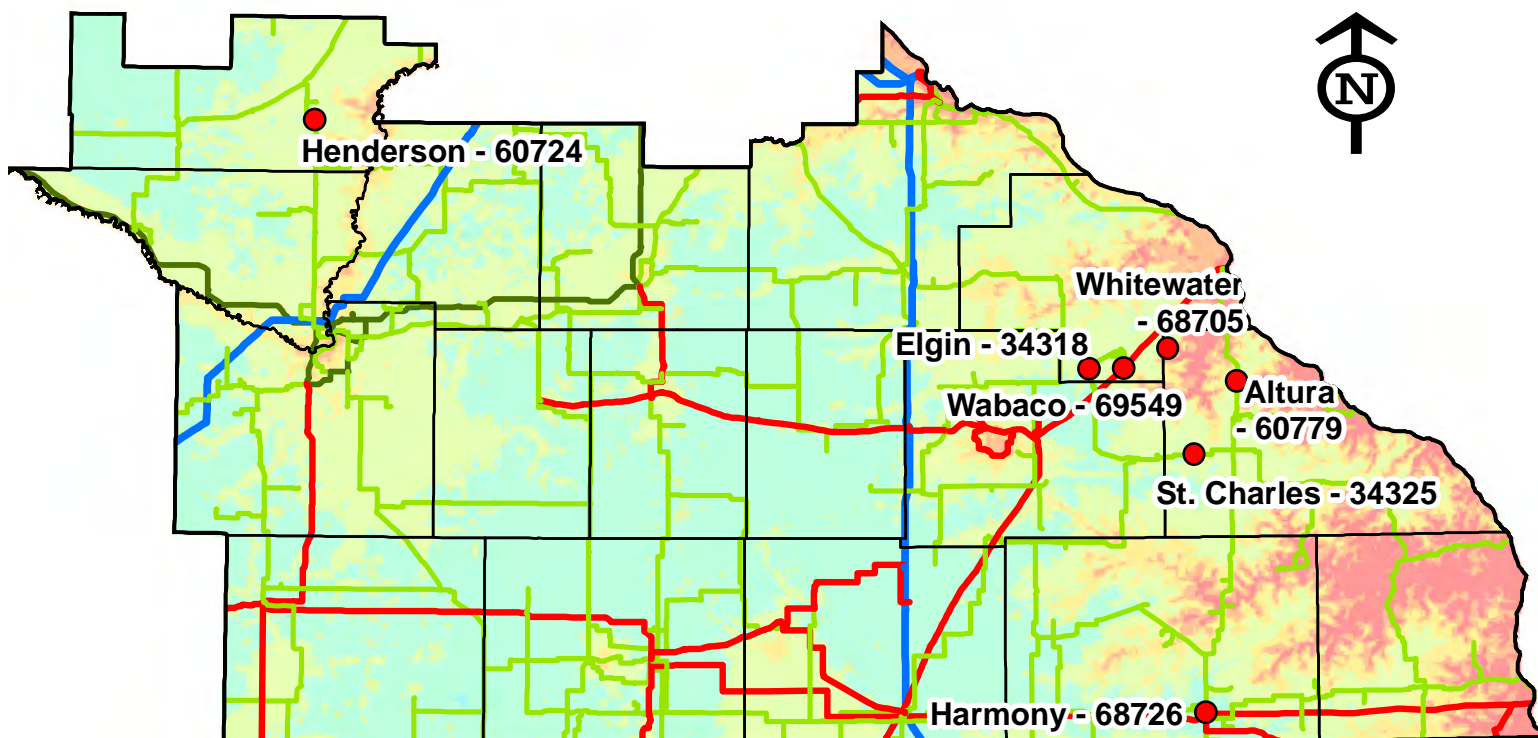 N
Henderson - 60724
Whitewater
- 68705
Elgin - 34318
Wabaco - 69549
Altura
- 60779
St. Charles - 34325
Harmony - 68726